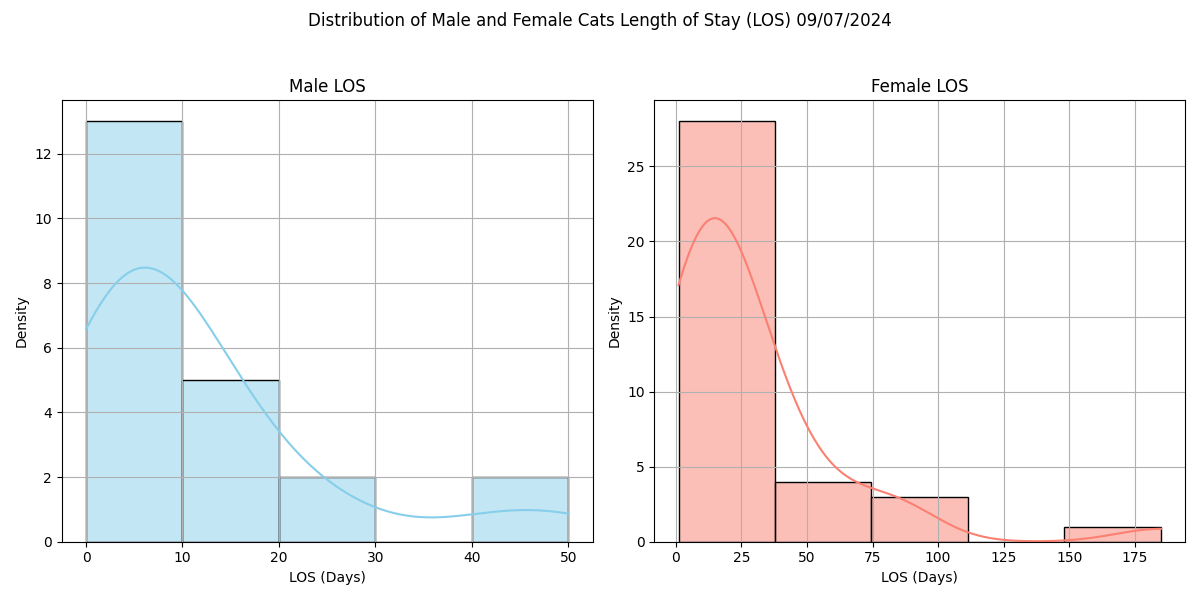 Distribution of Male and Female Cats Length of Stay (LOS) 09/07/2024
Male LOS
Density
12
10
8
6
4
2
0
0 10 20 30 40 50
LOS (Days)
Female LOS
Density
25
20
15
10
5
0
0 25 50 75 100 125 150 175
LOS (Days)